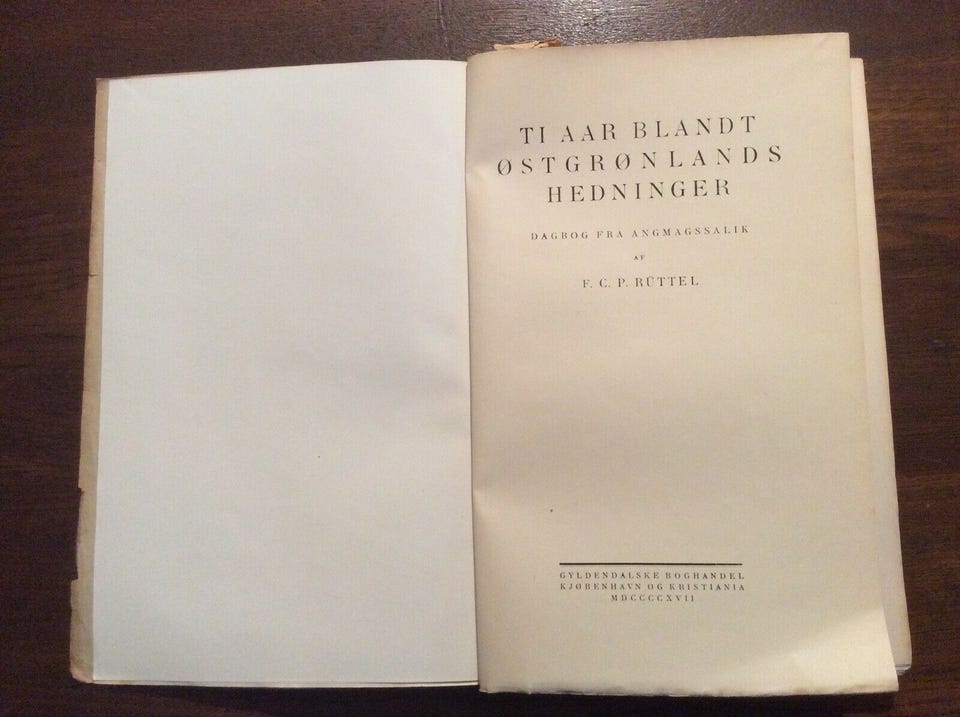 TI AAR BLANDT
ØSTGRØNLANDS
HEDNINGER
DAGBOG FRA ANGMAGSSALIK
AF
F. C. P. RÜTTEL
GYLDENDALSKE BOGHANDEL
KJØBENHAVN OG KRISTIANIA
MDCCCCXVII